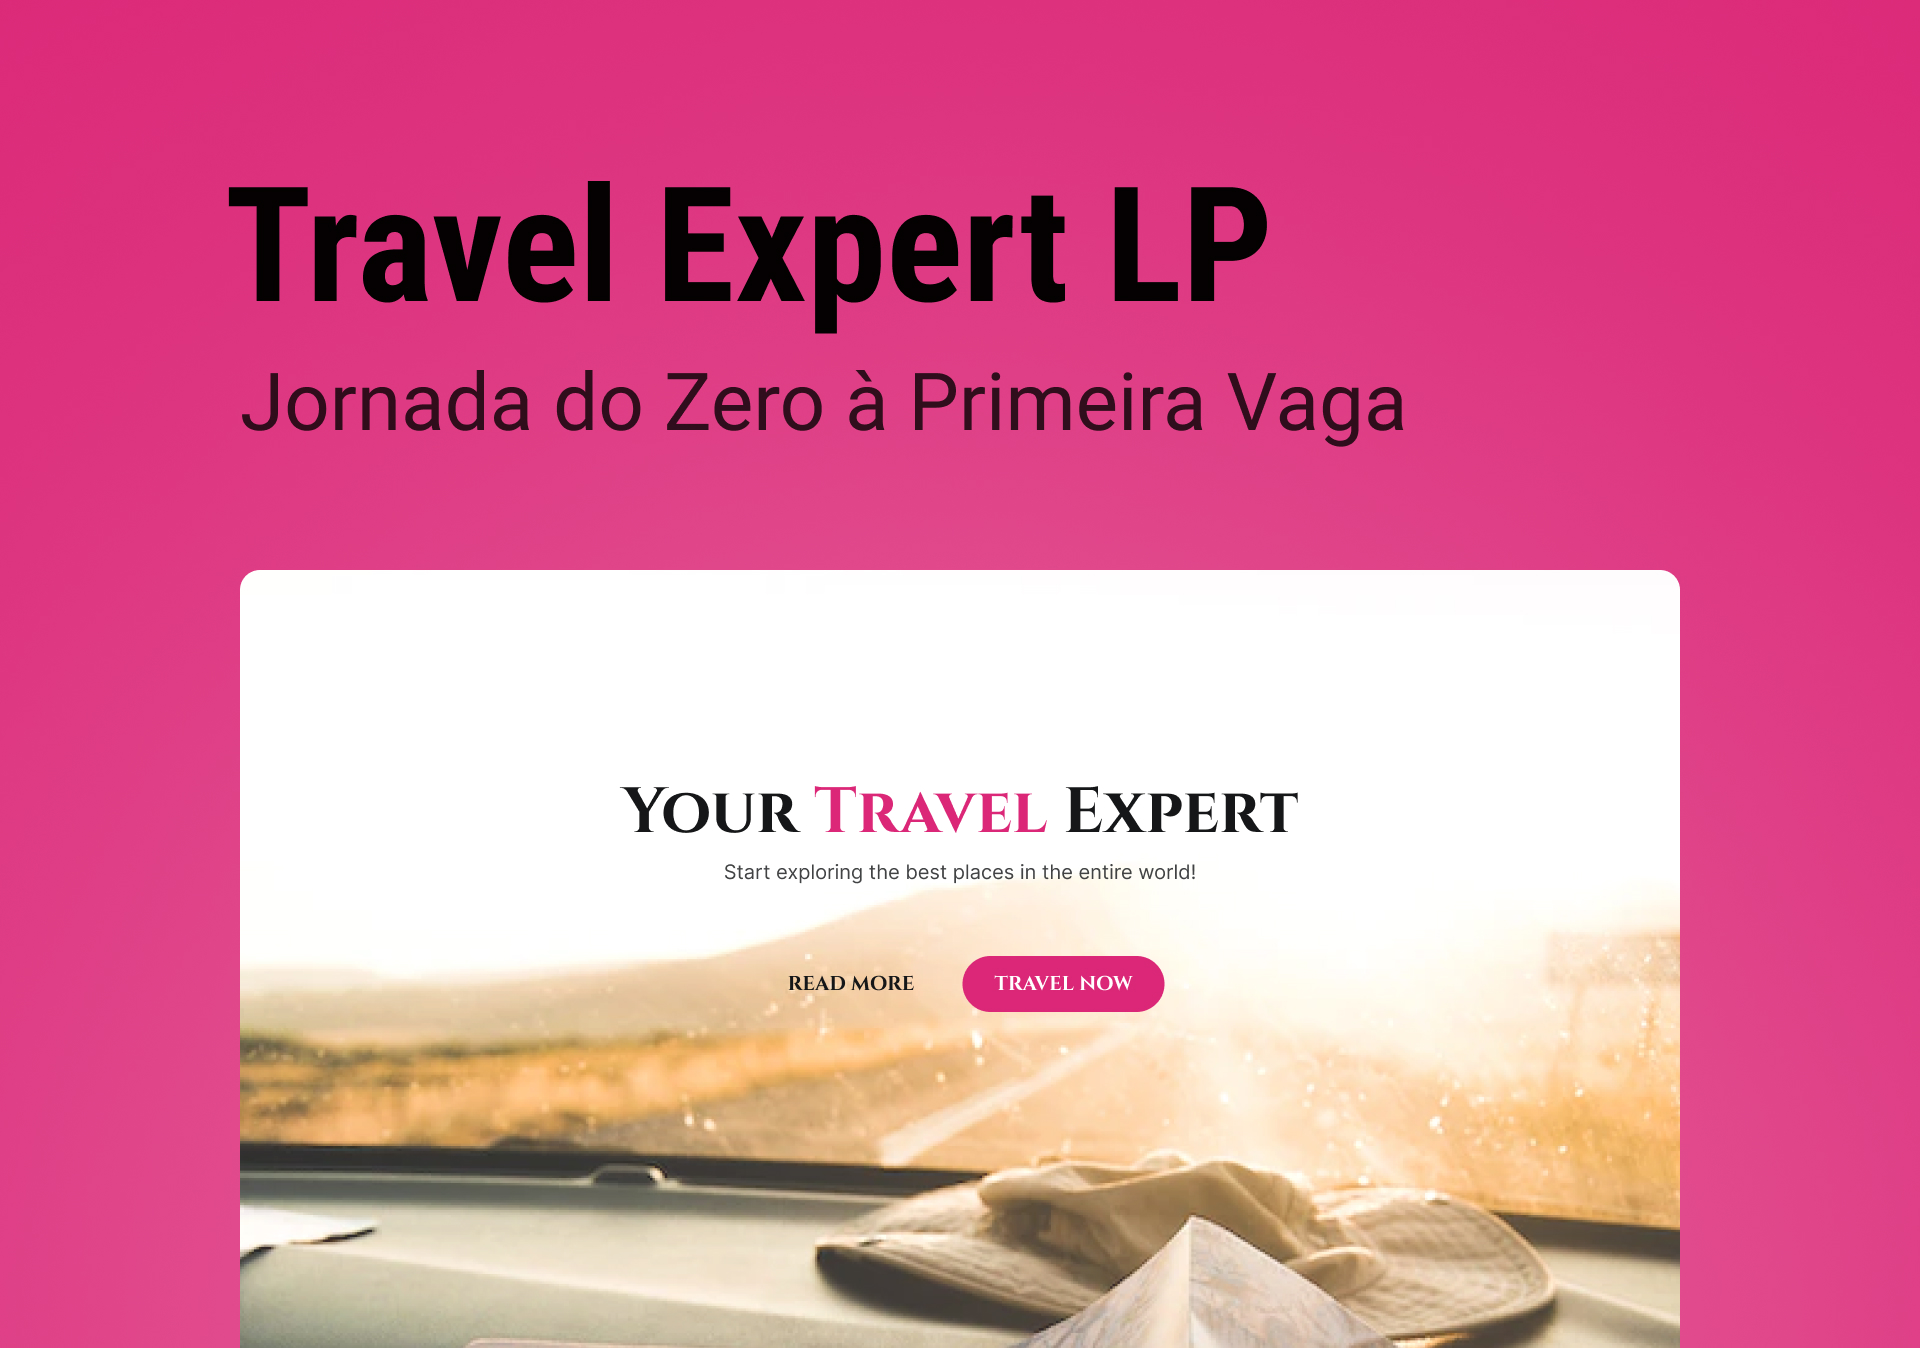 Travel Expert LP
Jornada do Zero à Primeira Vaga
Your Travel Expert
Start exploring the best places in the entire world!
READ MORE
TRAVEL NOW